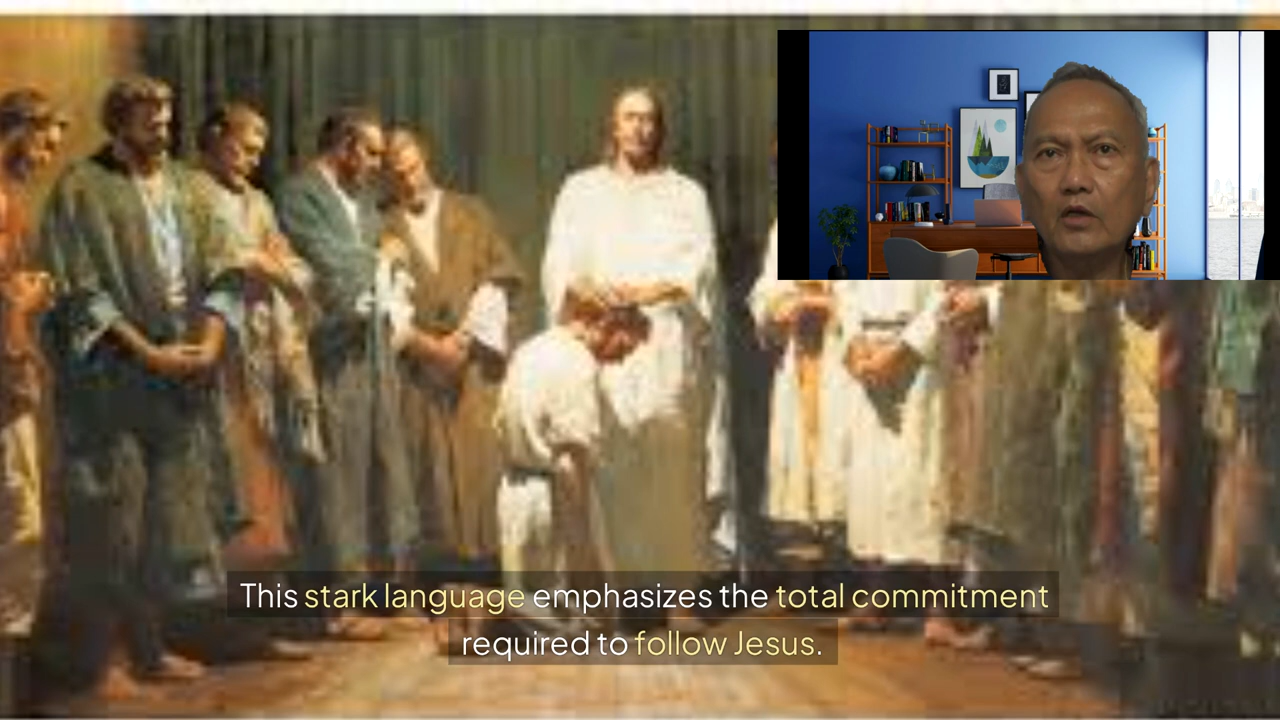 This stark language emphasizes the total commitment
required to follow Jesus.